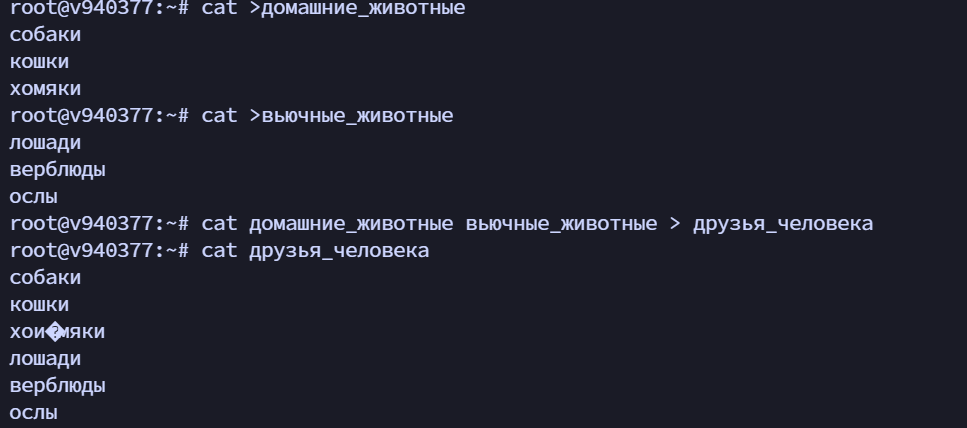 root@v940377:~# cat >домашние_животные
собаки
кошки
хомяки
root@v940377:~# cat >вьючные_животные
лошади
верблюды
ослы
root@v940377:~# cat домашние_животные вьючные_животные > друзья_человека
root@v940377:~# cat друзья_человека
собаки
кошки
хои�мяки
лошади
верблюды
ослы